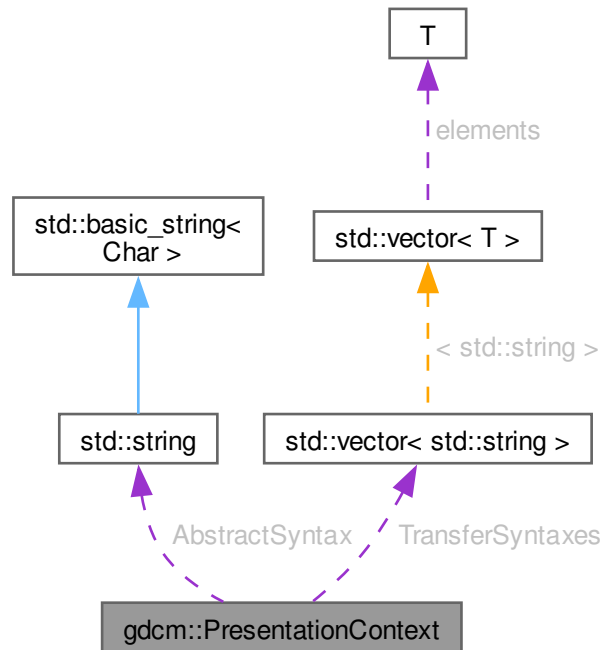 T
elements
std::basic_string<
Char >
std::vector< T >
< std::string >
std::string
std::vector< std::string >
AbstractSyntax
TransferSyntaxes
gdcm::PresentationContext